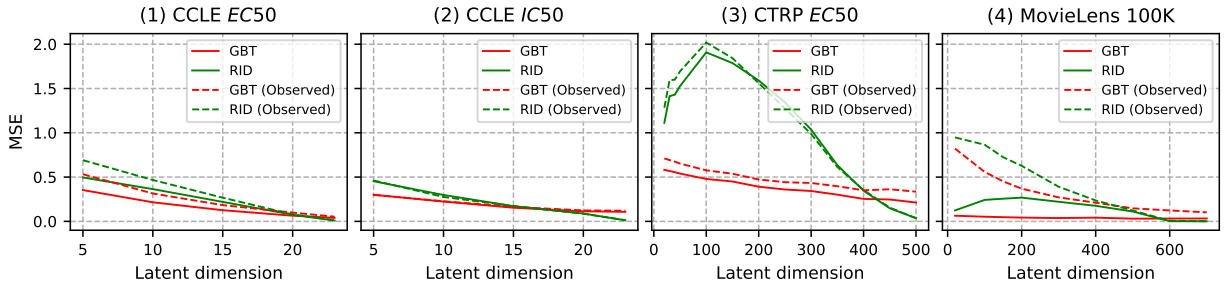 (1) CCLE EC50
MSE
2.0
1.5
1.0
0.5
0.0
GBT
RID
GBT (Observed)
RID (Observed)
5 10 15 20
Latent dimension
(2) CCLE IC50
GBT
RID
GBT (Observed)
RID (Observed)
5 10 15 20
Latent dimension
(3) CTRP EC50
GBT
RID
GBT (Observed)
RID (Observed)
0 100 200 300 400 500
Latent dimension
(4) MovieLens 100K
GBT
RID
GBT (Observed)
RID (Observed)
0 200 400 600
Latent dimension